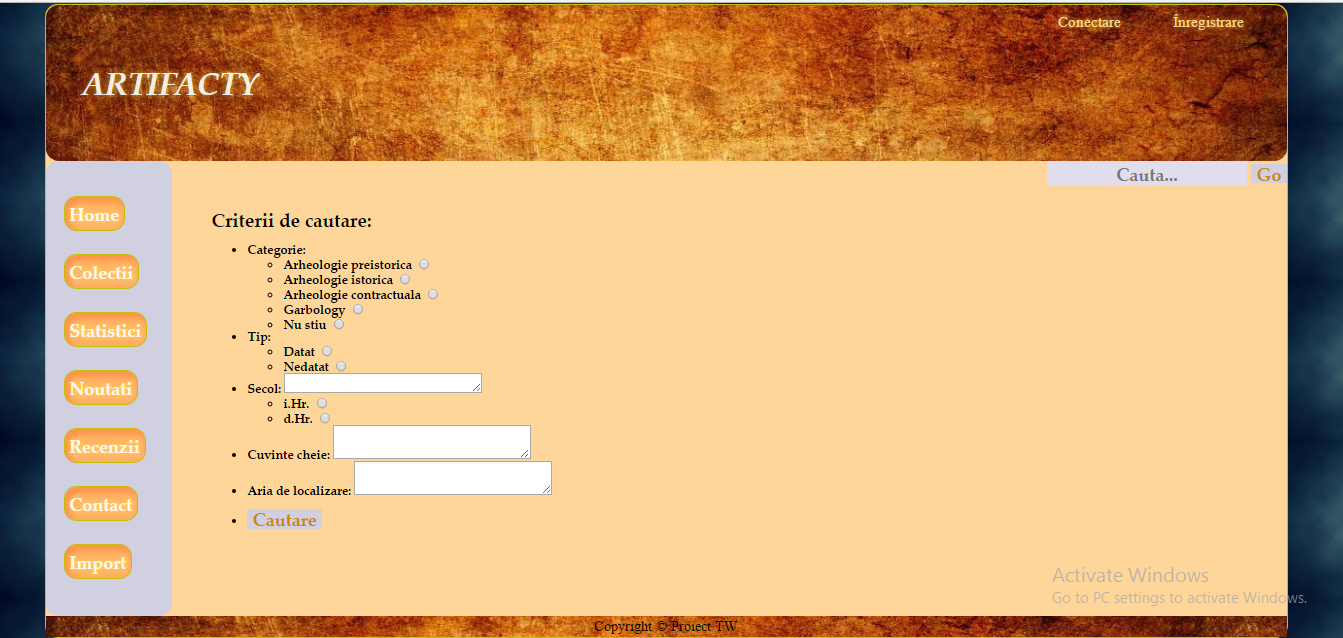 Conectare Înregistrare
ARTIFACTY
Cauta... Go
Home
Colectii
Statistici
Noutati
Recenzii
Contact
Import
Criterii de cautare:
Categorie:
Arheologie preistorica
Arheologie istorica
Arheologie contractuala
Garbology
Nu stiu
Tip:
Datat
Nedatat
Secol:
i.Hr.
d.Hr.
Cuvinte cheie:
Aria de localizare:
Cautare
Activate Windows
Go to PC settings to activate Windows.
Copyright © Proiect TW